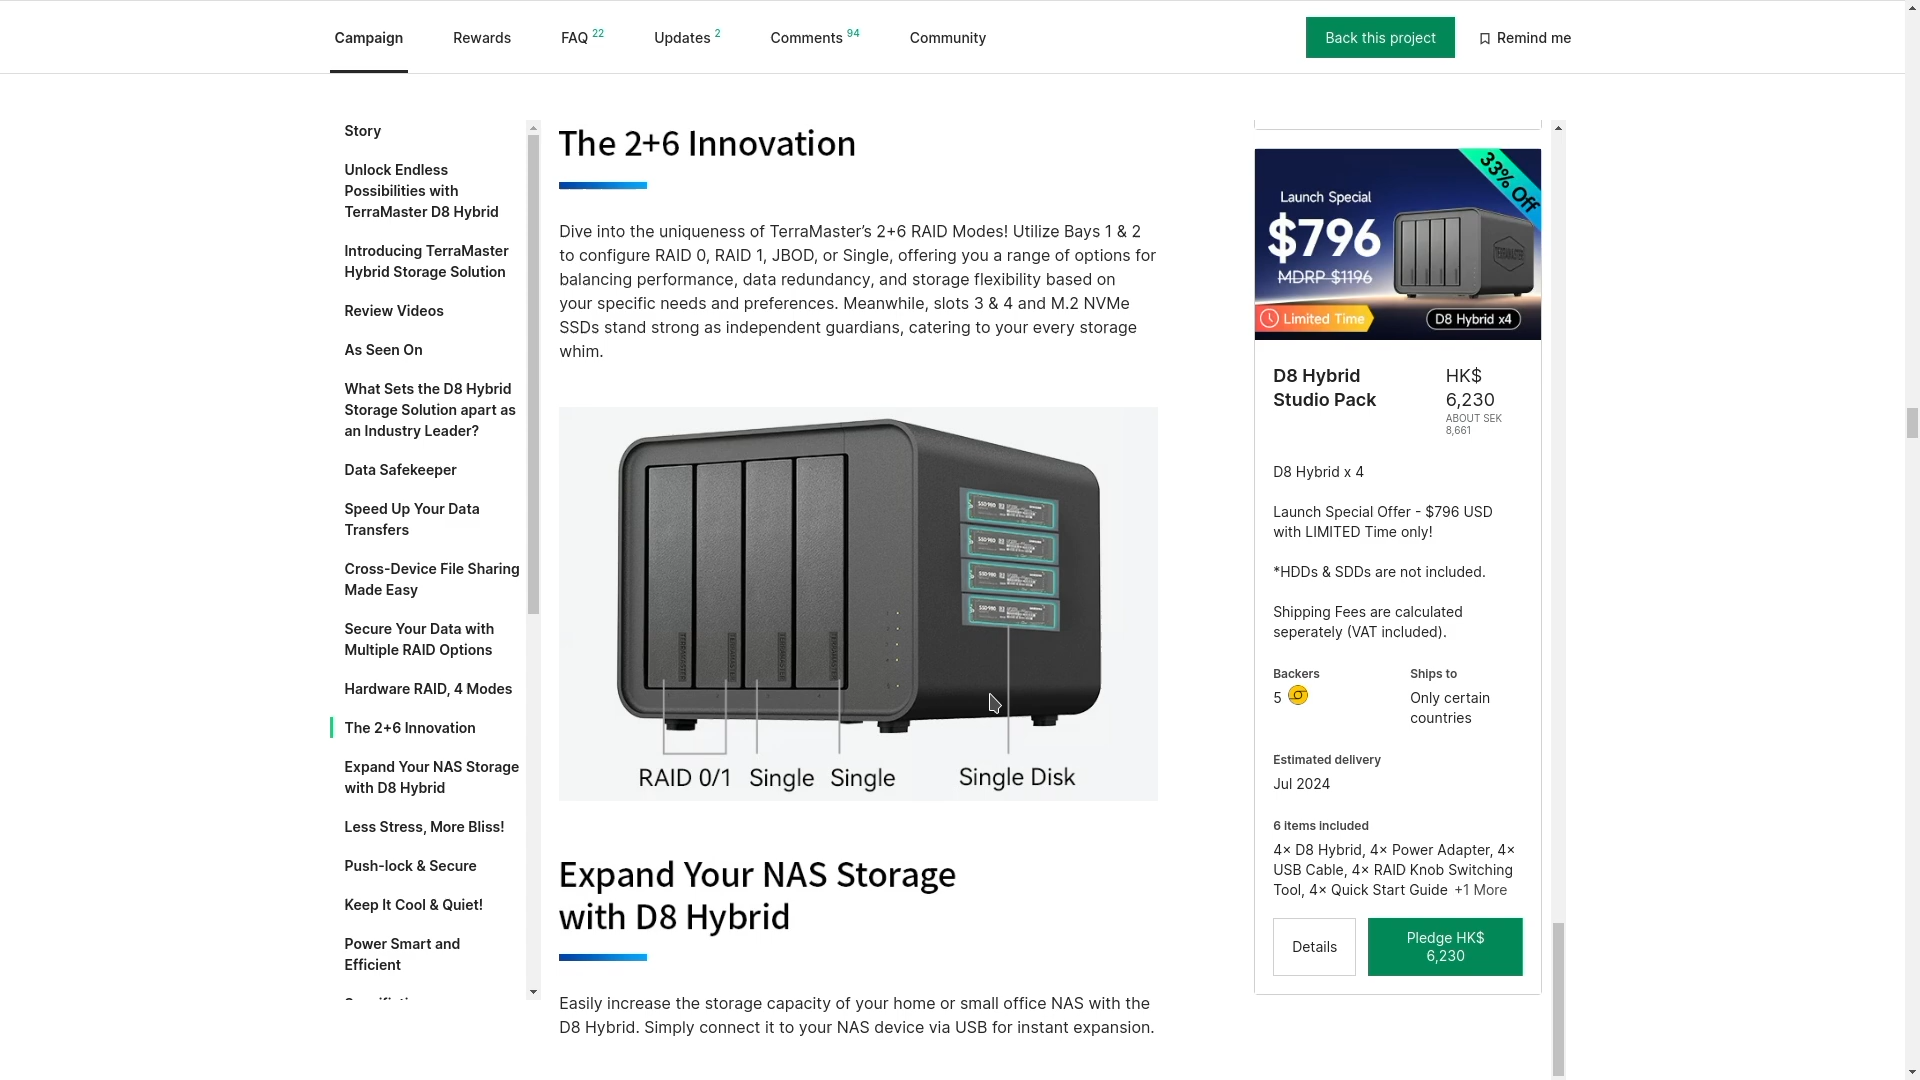 Campaign
Rewards
FAQ 22
Updates 2
Comments 94
Community
Back this project
Remind me
Story
Unlock Endless
Possibilities with
TerraMaster D8 Hybrid
Introducing TerraMaster
Hybrid Storage Solution
Review Videos
As Seen On
What Sets the D8 Hybrid
Storage Solution apart as
an Industry Leader?
Data Safekeeper
Speed Up Your Data
Transfers
Cross-Device File Sharing
Made Easy
Secure Your Data with
Multiple RAID Options
Hardware RAID, 4 Modes
The 2+6 Innovation
Expand Your NAS Storage
with D8 Hybrid
Less Stress, More Bliss!
Push-lock & Secure
Keep It Cool & Quiet!
Power Smart and
Efficient
The 2+6 Innovation
Dive into the uniqueness of TerraMaster’s 2+6 RAID Modes! Utilize Bays 1 & 2
to configure RAID 0, RAID 1, JBOD, or Single, offering you a range of options for
balancing performance, data redundancy, and storage flexibility based on
your specific needs and preferences. Meanwhile, slots 3 & 4 and M.2 NVMe
SSDs stand strong as independent guardians, catering to your every storage
whim.
TERRAMASTER
TERRAMASTER
TERRAMASTER
TERRAMASTER
RAID 0/1
Single
Single
Single Disk
Expand Your NAS Storage
with D8 Hybrid
Easily increase the storage capacity of your home or small office NAS with the
D8 Hybrid. Simply connect it to your NAS device via USB for instant expansion.
33% Off
Launch Special
$796
MDRP $1196
TERRAMASTER
Limited Time
D8 Hybrid x4
D8 Hybrid
Studio Pack
HK$
6,230
ABOUT SEK
8,661
D8 Hybrid x 4
Launch Special Offer - $796 USD
with LIMITED Time only!
*HDDs & SDDs are not included.
Shipping Fees are calculated
seperately (VAT included).
Backers
5
Ships to
Only certain
countries
Estimated delivery
Jul 2024
6 items included
4× D8 Hybrid, 4× Power Adapter, 4×
USB Cable, 4× RAID Knob Switching
Tool, 4× Quick Start Guide +1 More
Details
Pledge HK$
6,230